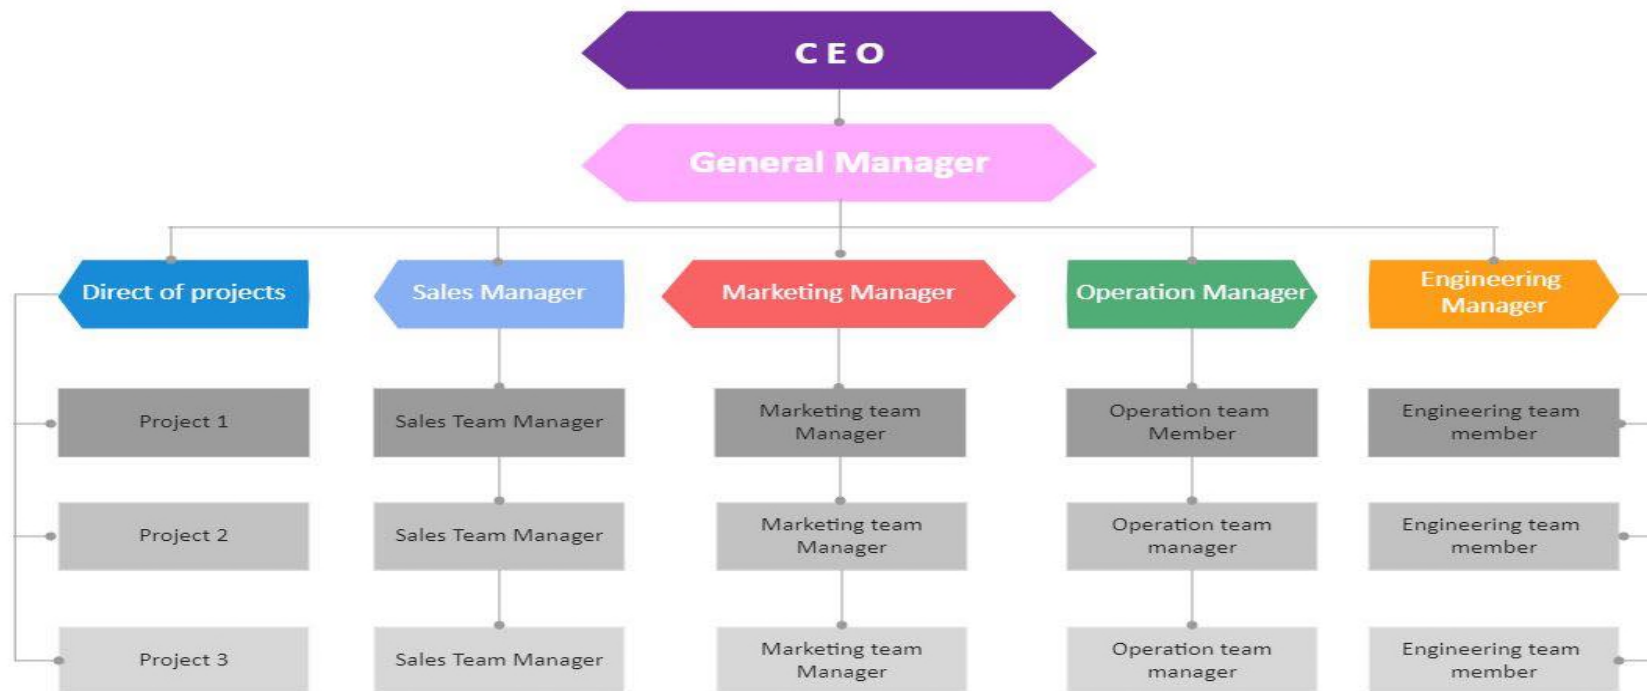 C E O
General Manager
Direct of projects
Sales Manager
Marketing Manager
Operation Manager
Engineering
Manager
Project 1
Sales Team Manager
Marketing team
Manager
Operation team
Member
Engineering team
member
Project 2
Sales Team Manager
Marketing team
Manager
Operation team
manager
Engineering team
member
Project 3
Sales Team Manager
Marketing team
Manager
Operation team
manager
Engineering team
member